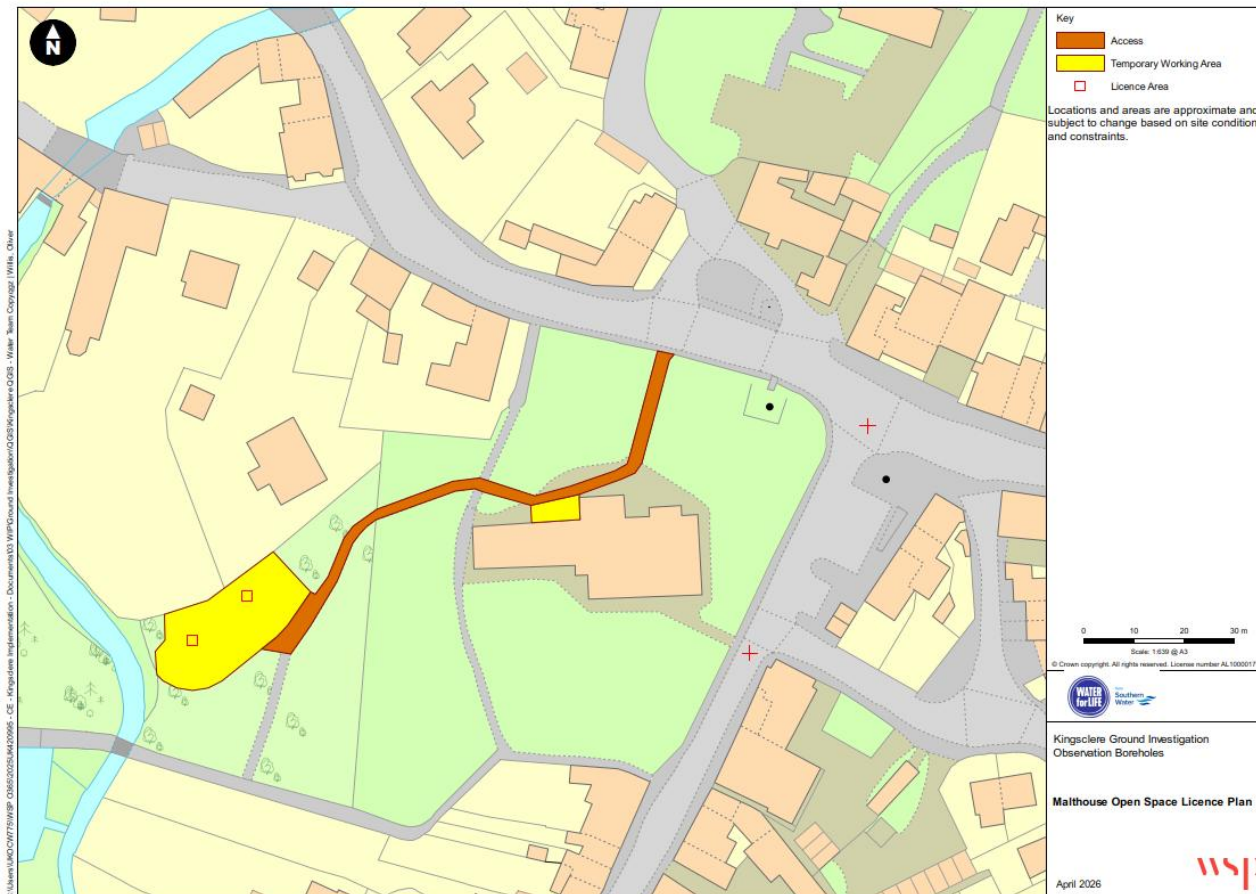 N
Key
Access
Temporary Working Area
Licence Area
Locations and areas are approximate and
subject to change based on site condition
and constraints.
0 10 20 30 m
Scale: 1:639 @ A3
© Crown copyright. All rights reserved. License number AL1000017
WATER
for LIFE
from
Southern
Water
Kingsclere Ground Investigation
Observation Boreholes
Malthouse Open Space Licence Plan
April 2026
wsp